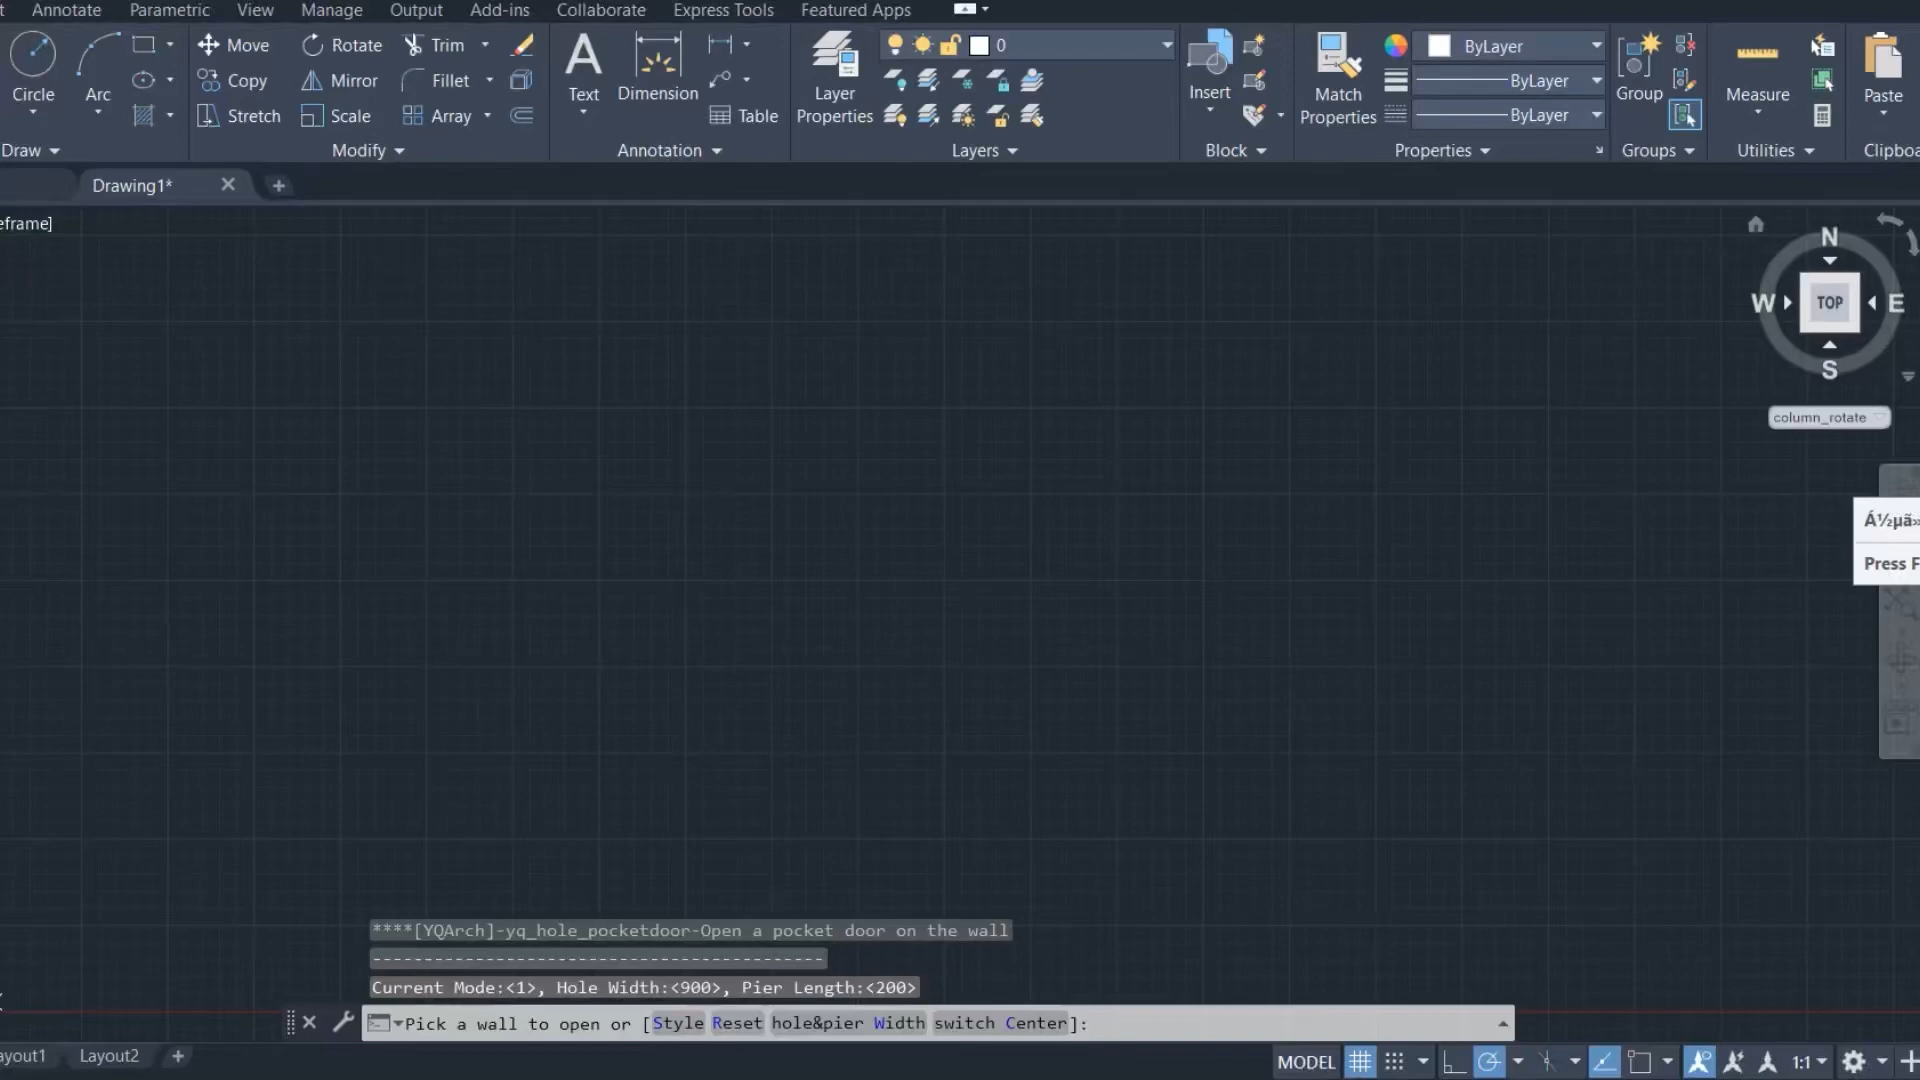 Annotate Parametric View Manage Output Add-ins Collaborate Express Tools Featured Apps
Move Rotate Trim 0 ByLayer
Circle Arc Copy Mirror Fillet Text Dimension Layer Properties Insert Match Properties ByLayer Group Measure Paste
Stretch Scale Array Table ByLayer
Draw Modify Annotation Layers Block Properties Groups Utilities Clipboa
Drawing1*
eframe]
N
W TOP E
S
column_rotate
Á½µã»
Press F
****[YQArch]-yq_hole_pocketdoor-Open a pocket door on the wall
--------------------------------------------
Current Mode:<1>, Hole Width:<900>, Pier Length:<200>
Pick a wall to open or [Style Reset hole&pier Width switch Center]:
ayout1 Layout2
MODEL 1:1